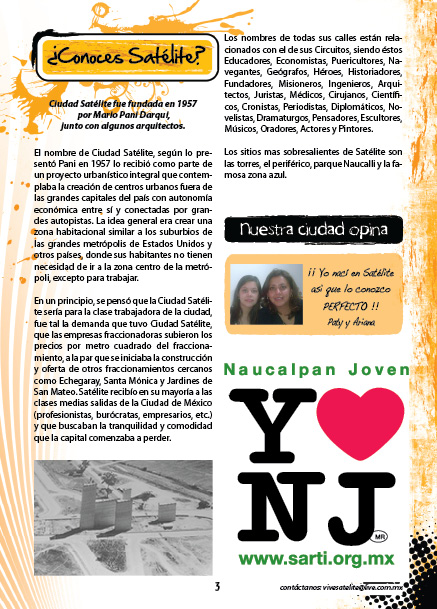 ¿Conoces Satélite?
Ciudad Satélite fue fundada en 1957
por Mario Pani Darqui,
junto con algunos arquitectos.
El nombre de Ciudad Satélite, según lo pre-
sentó Pani en 1957 lo recibió como parte de
un proyecto urbanístico integral que contem-
plaba la creación de centros urbanos fuera de
las grandes capitales del país con autonomía
económica entre sí y conectadas por gran-
des autopistas. La idea general era crear una
zona habitacional similar a los suburbios de
las grandes metrópolis de Estados Unidos y
otros países, donde sus habitantes no tienen
necesidad de ir a la zona centro de la metró-
poli, excepto para trabajar.
En un principio, se pensó que la Ciudad Satéli-
te sería para la clase trabajadora de la ciudad,
fue tal la demanda que tuvo Ciudad Satélite,
que las empresas fraccionadoras subieron los
precios por metro cuadrado del fracciona-
miento, a la par que se iniciaba la construcción
y oferta de otros fraccionamientos cercanos
como Echegaray, Santa Mónica y Jardines de
San Mateo. Satélite recibío en su mayoría a las
clases medias salidas de la Ciudad de México
(profesionistas, burócratas, empresarios, etc.)
y que buscaban la tranquilidad y comodidad
que la capital comenzaba a perder.
Los nombres de todas sus calles están rela-
cionados con el de sus Circuitos, siendo éstos
Educadores, Economistas, Puericultores, Na-
vegantes, Geógrafos, Héroes, Historiadores,
Fundadores, Misioneros, Ingenieros, Arqui-
tectos, Juristas, Médicos, Cirujanos, Científi-
cos, Cronistas, Periodistas, Diplomáticos, No-
velistas, Dramaturgos, Pensadores, Escultores,
Músicos, Oradores, Actores y Pintores.
Los sitios mas sobresalientes de Satélite son
las torres, el periférico, parque Naucalli y la fa-
mosa zona azul.
Nuestra ciudad opina
¡¡ Yo nací en Satélite
asi que lo conozco
PERFECTO !!
Paty y Ariana
Naucalpan Joven
Y
NJ
MR
www.sarti.org.mx
3
contáctanos: vivesatelite@live.com.mx